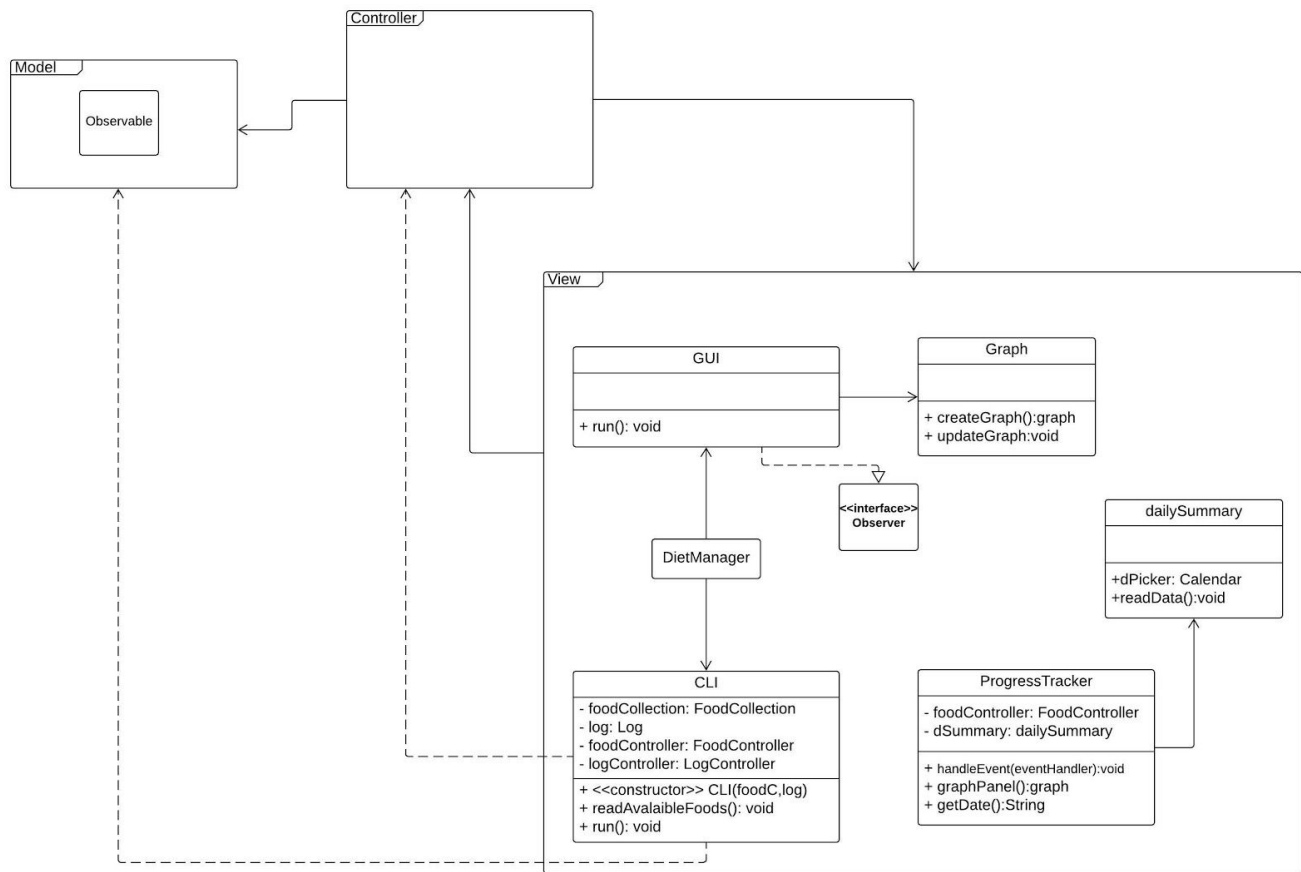 Controller
Model
Observable
View
GUI
+ run(): void
Graph
+ createGraph():graph
+ updateGraph:void
<<interface>>
Observer
DietManager
dailySummary
+dPicker: Calendar
+readData():void
CLI
- foodCollection: FoodCollection
- log: Log
- foodController: FoodController
- logController: LogController
+ <<constructor>> CLI(foodC,log)
+ readAvalaibleFoods(): void
+ run(): void
ProgressTracker
- foodController: FoodController
- dSummary: dailySummary
+ handleEvent(eventHandler):void
+ graphPanel():graph
+ getDate():String